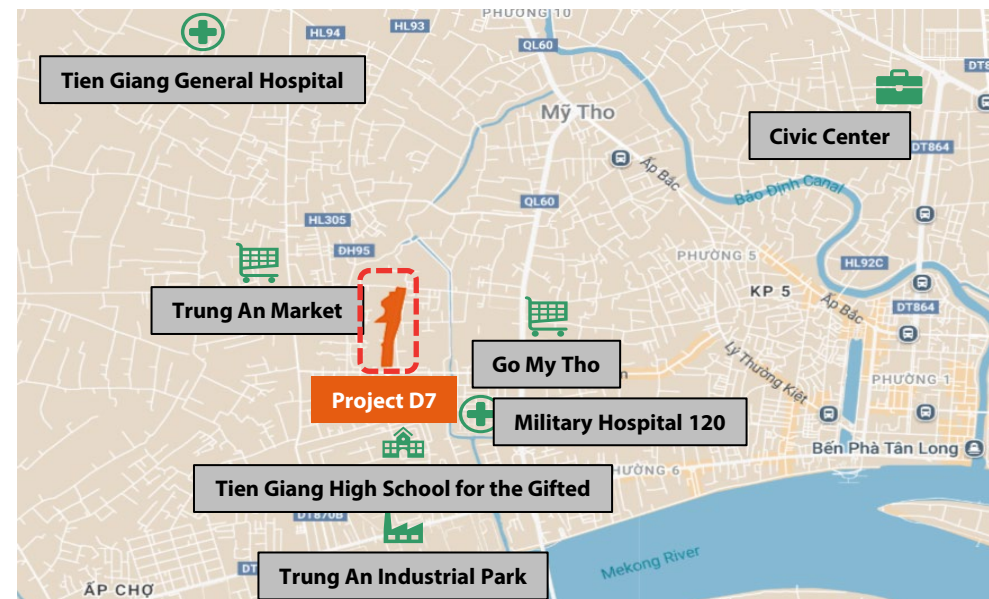 PHƯỜNG 10
HL93
HL94
QL60
DT8
Tien Giang General Hospital
Mỹ Tho
Civic Center
DT864
Ấp Bắc
Bảo Định Canal
QL60
HL305
ĐH95
PHƯỜNG 5
HL92C
KP 5
Trung An Market
Ấp Bắc
DT864
Go My Tho
Lý Thường Kiệt
PHƯỜNG 1
Project D7
Military Hospital 120
Bến Phà Tân Long
HƯỜNG 6
Tien Giang High School for the Gifted
DT870B
Mekong River
DT
Trung An Industrial Park
ẤP CHỢ